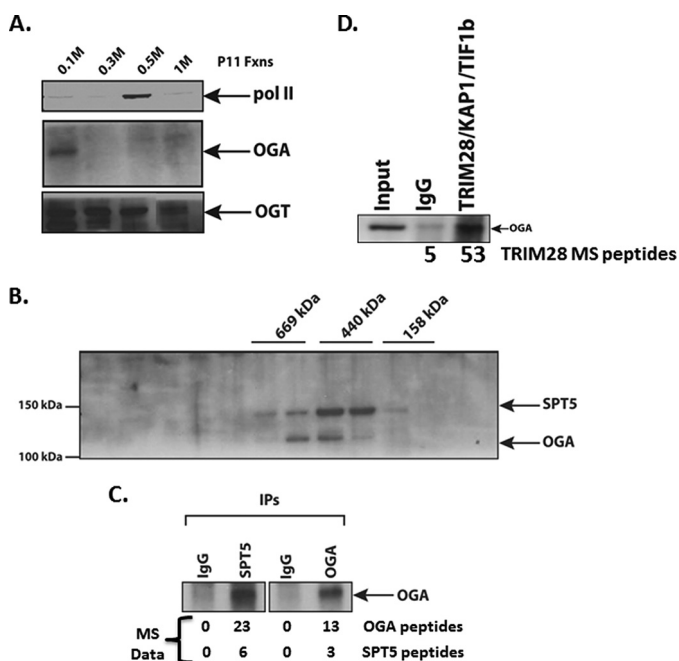 A.
0.1M 0.3M 0.5M 1M P11 Fxns
pol II
OGA
OGT
D.
Input IgG TRIM28/KAP1/TIF1b
OGA
5 53 TRIM28 MS peptides
B.
669 kDa 440 kDa 158 kDa
150 kDa
SPT5
OGA
100 kDa
C.
IPs
IgG SPT5 IgG OGA
OGA
MS Data
0 23 0 13 OGA peptides
0 6 0 3 SPT5 peptides